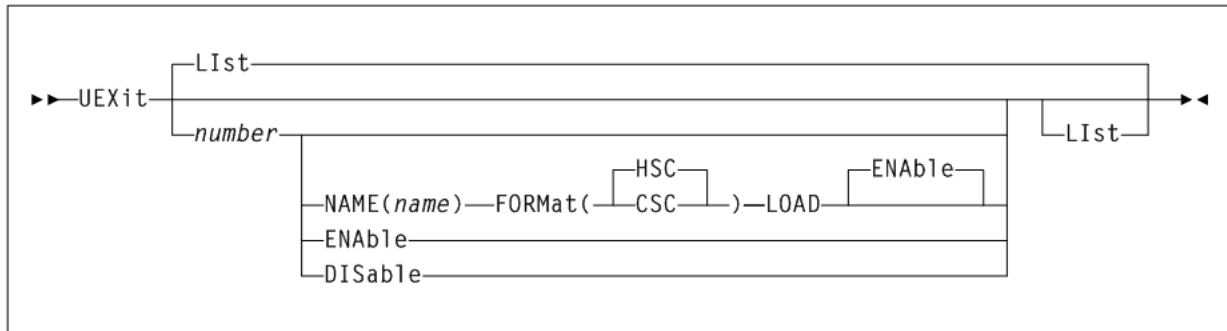 LIst
UEXit
number
LIst
HSC
ENAble
NAME(name) FORMat( CSC ) LOAD
ENAble
DISable